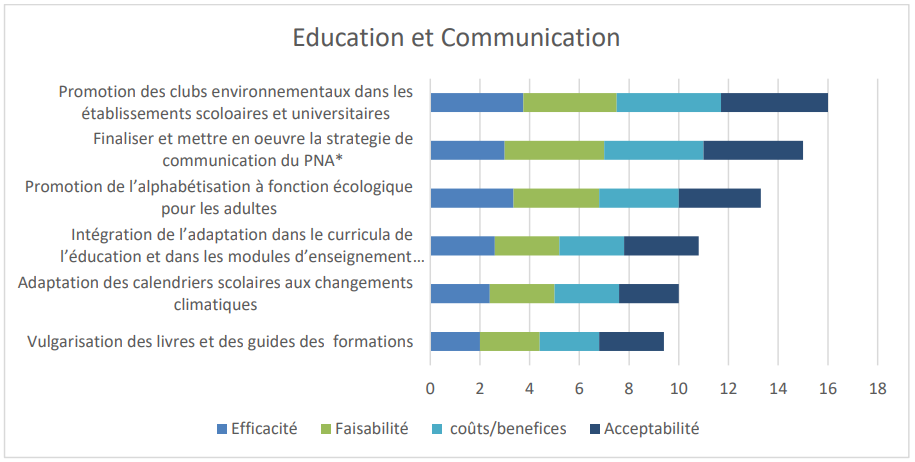 Education et Communication
Promotion des clubs environnementaux dans les
établissements scoloaires et universitaires
Finaliser et mettre en oeuvre la strategie de
communication du PNA*
Promotion de l’alphabétisation à fonction écologique
pour les adultes
Intégration de l’adaptation dans le curricula de
l’éducation et dans les modules d’enseignement…
Adaptation des calendriers scolaires aux changements
climatiques
Vulgarisation des livres et des guides des formations
0 2 4 6 8 10 12 14 16 18
Efficacité Faisabilité coûts/benefices Acceptabilité